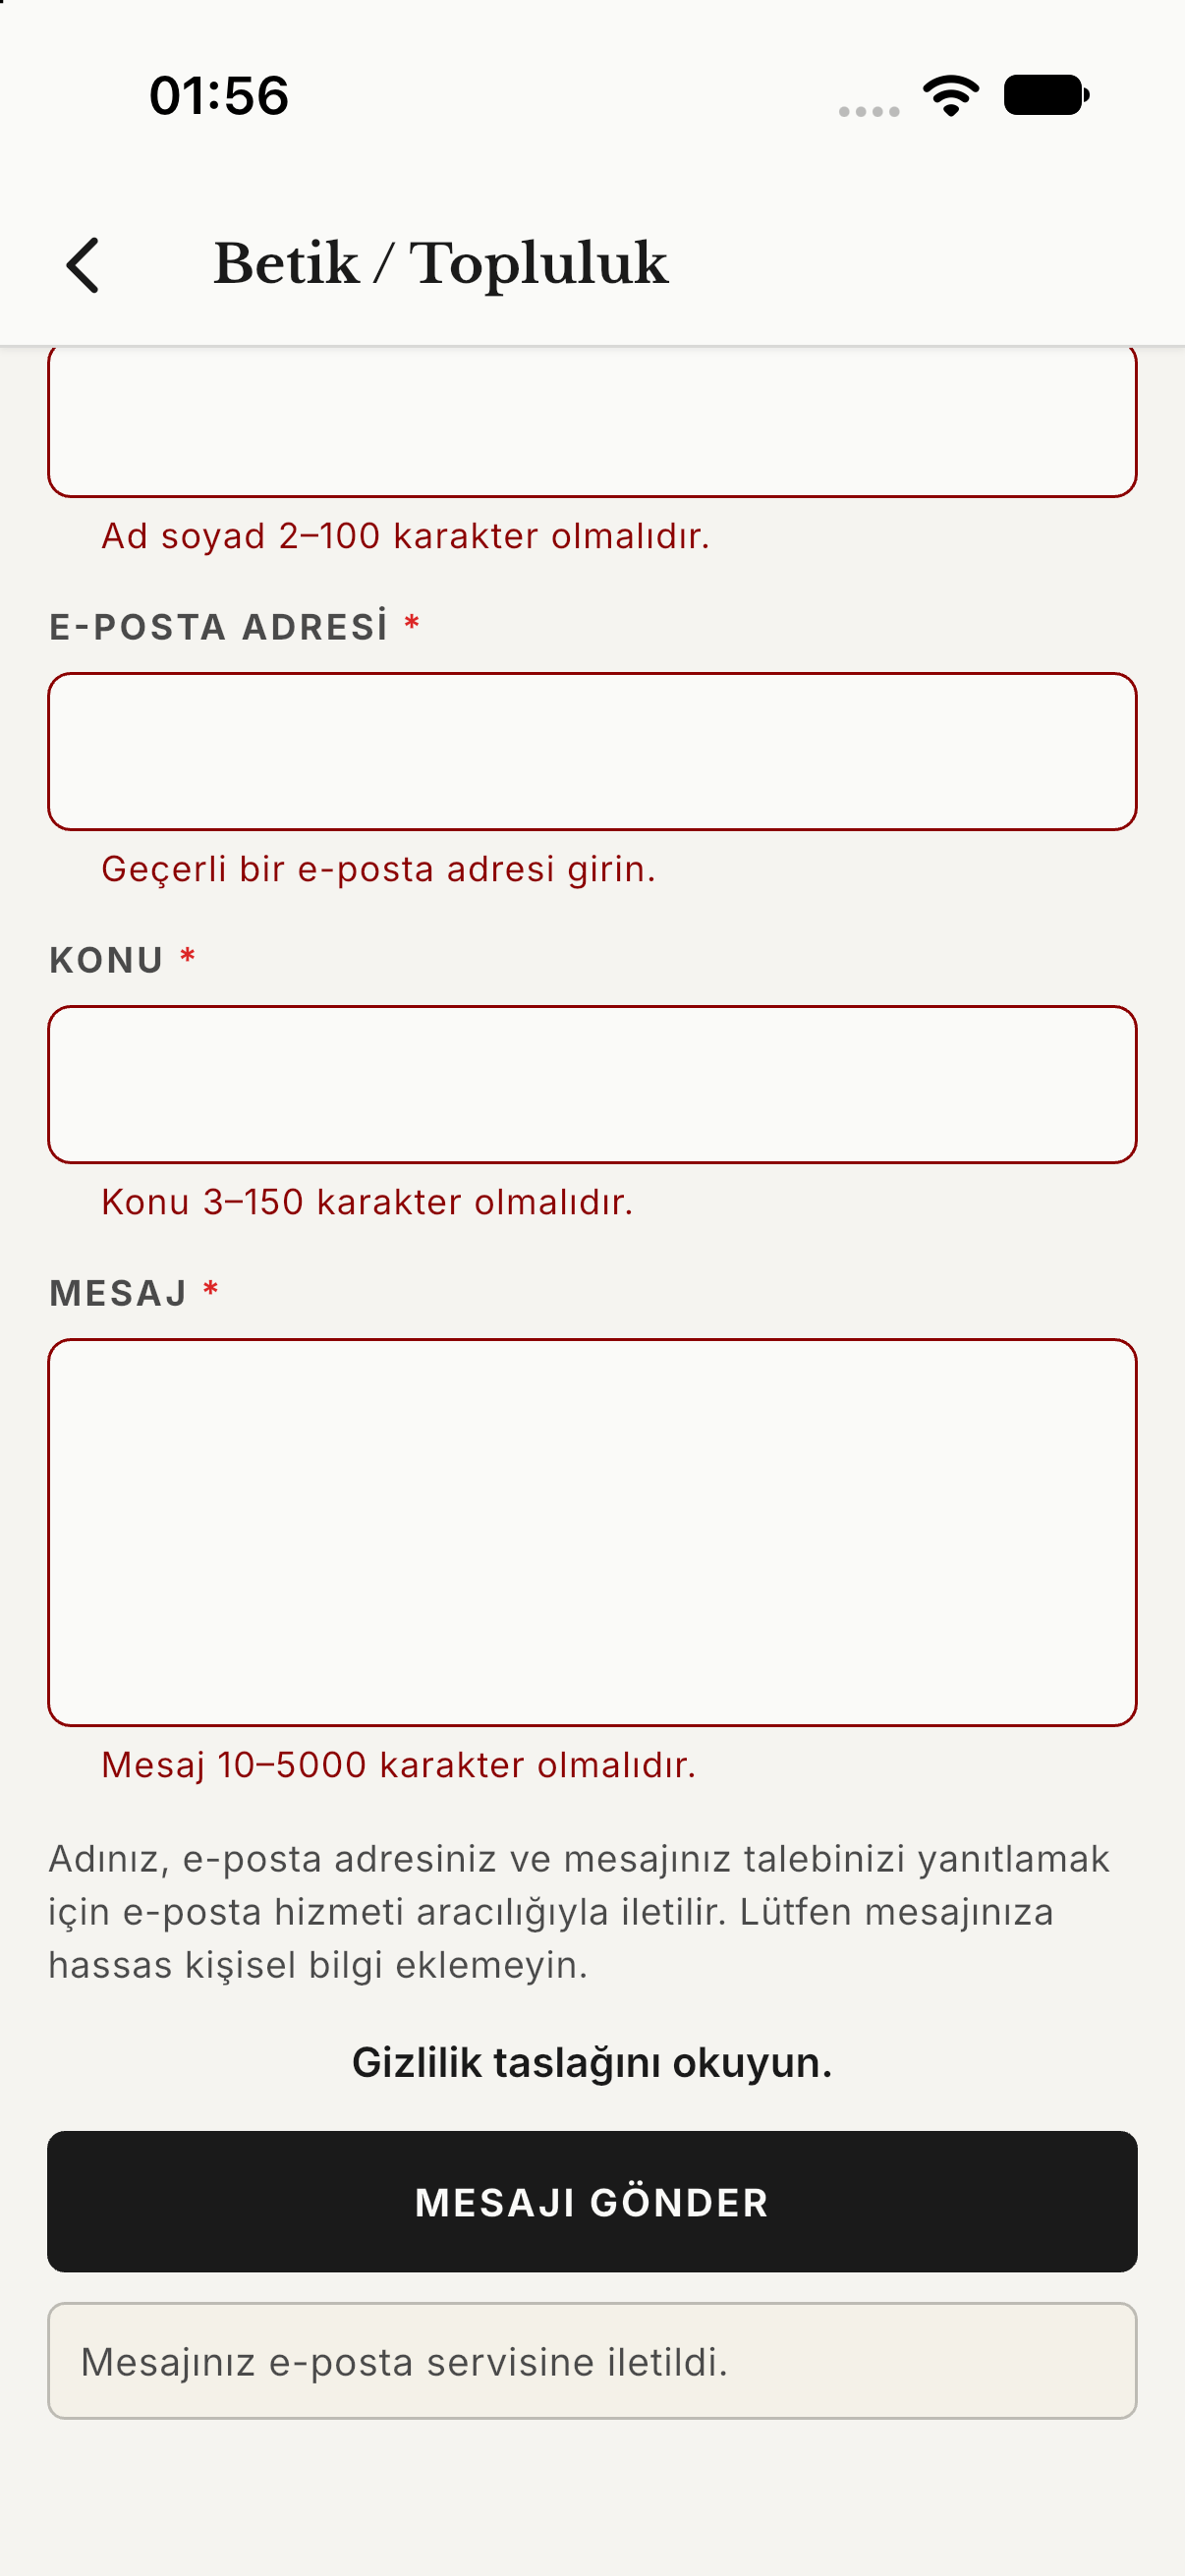 01:56
Betik / Topluluk
Ad soyad 2–100 karakter olmalıdır.
E-POSTA ADRESİ *
Geçerli bir e-posta adresi girin.
KONU *
Konu 3–150 karakter olmalıdır.
MESAJ *
Mesaj 10–5000 karakter olmalıdır.
Adınız, e-posta adresiniz ve mesajınız talebinizi yanıtlamak
için e-posta hizmeti aracılığıyla iletilir. Lütfen mesajınıza
hassas kişisel bilgi eklemeyin.
Gizlilik taslağını okuyun.
MESAJI GÖNDER
Mesajınız e-posta servisine iletildi.